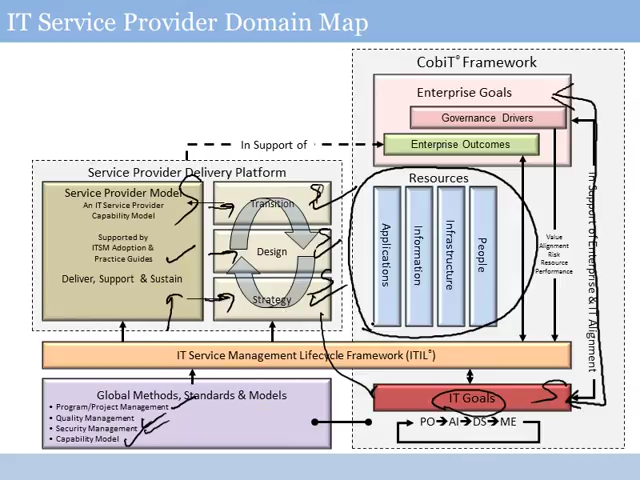 IT Service Provider Domain Map
CobiT® Framework
Enterprise Goals
Governance Drivers
Enterprise Outcomes
In Support of
Service Provider Delivery Platform
Service Provider Model
An IT Service Provider
Capability Model
Supported by
ITSM Adoption &
Practice Guides
Deliver, Support & Sustain
Transition
Design
Strategy
Resources
Applications
Information
Infrastructure
People
Value
Alignment
Risk
Resource
Performance
In Support of Enterprise & IT Alignment
IT Service Management Lifecycle Framework (ITIL®)
Global Methods, Standards & Models
• Program/Project Management
• Quality Management
• Security Management
• Capability Model
IT Goals
PO➔AI➔DS➔ME